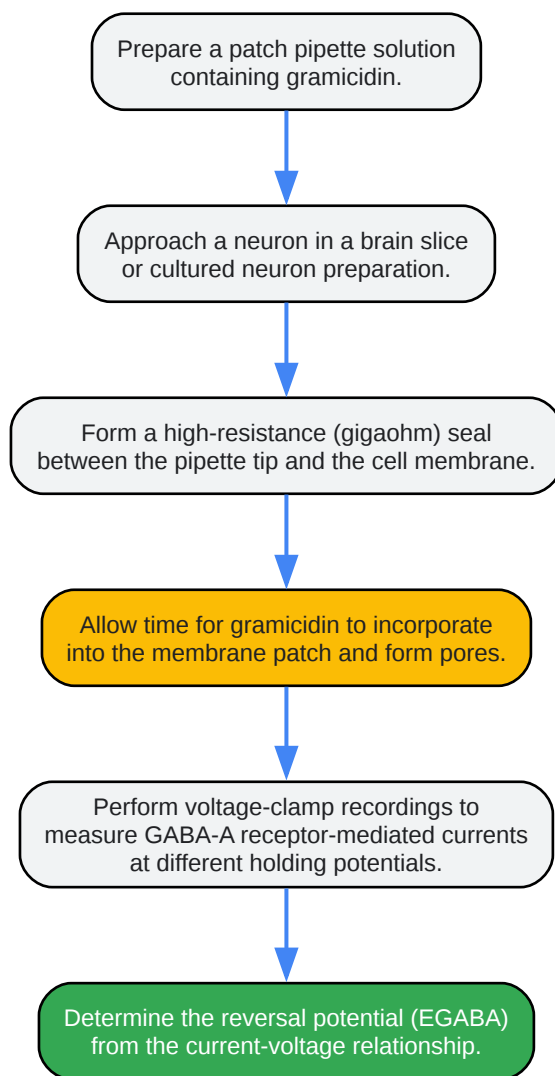 Prepare a patch pipette solution
containing gramicidin.
Approach a neuron in a brain slice
or cultured neuron preparation.
Form a high-resistance (gigaohm) seal
between the pipette tip and the cell membrane.
Allow time for gramicidin to incorporate
into the membrane patch and form pores.
Perform voltage-clamp recordings to
measure GABA-A receptor-mediated currents
at different holding potentials.
Determine the reversal potential (EGABA)
from the current-voltage relationship.